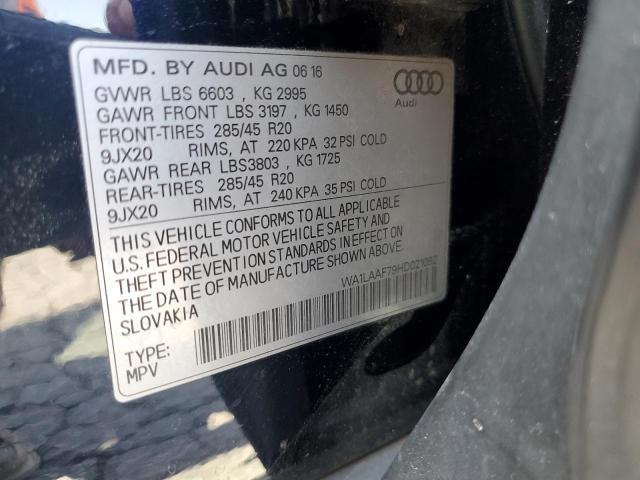 MFD. BY AUDI AG 06 16
GVWR LBS 6603 , KG 2995
GAWR FRONT LBS 3197 , KG 1450
FRONT-TIRES 285/45 R20
9JX20 RIMS, AT 220 KPA 32 PSI COLD
GAWR REAR LBS3803 , KG 1725
REAR-TIRES 285/45 R20
9JX20 RIMS, AT 240 KPA 35 PSI COLD
THIS VEHICLE CONFORMS TO ALL APPLICABLE
U.S. FEDERAL MOTOR VEHICLE SAFETY AND
THEFT PREVENTION STANDARDS IN EFFECT ON
THE DATE OF MANUFACTURE SHOWN ABOVE.
SLOVAKIA
WA1LAAF79HD021082
TYPE:
MPV
Audi